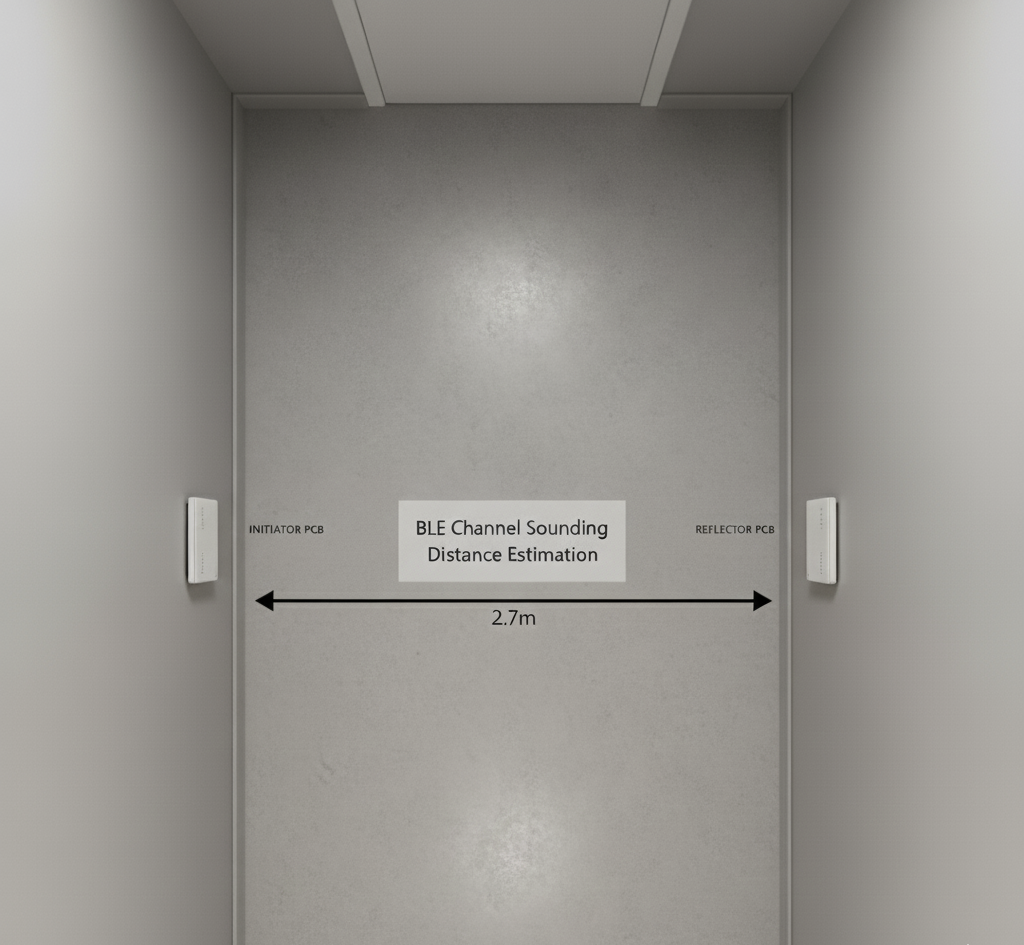 INITIATOR PCB
BLE Channel Sounding
Distance Estimation
REFLECTOR PCB
2.7m